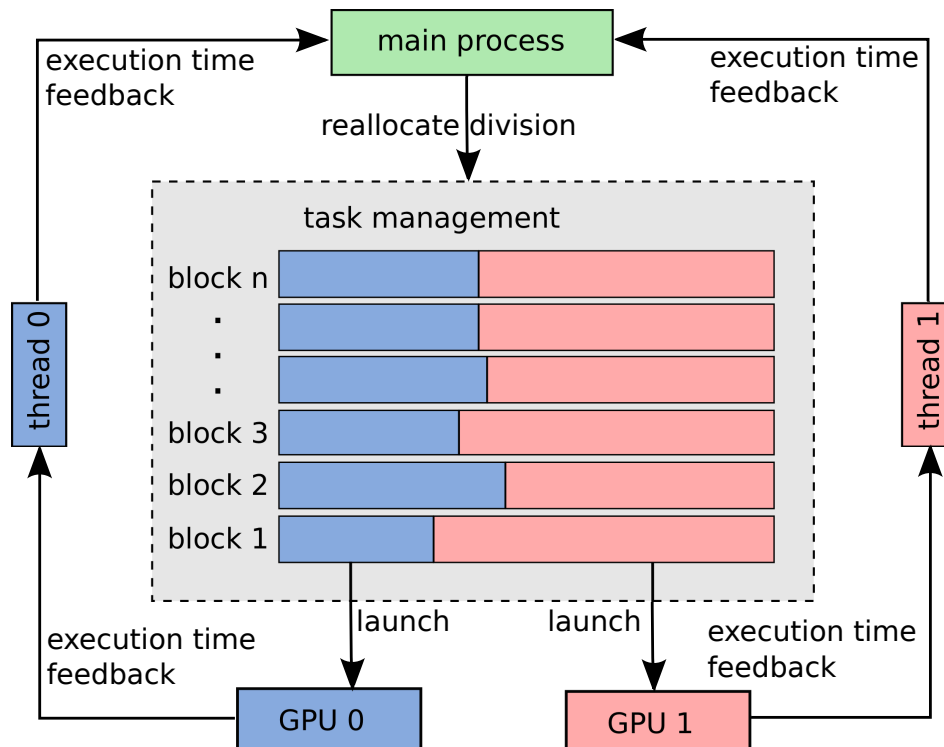 main process
execution time
feedback
execution time
feedback
reallocate division
task management
block n
.
.
.
block 3
block 2
block 1
thread 0
thread 1
launch
launch
execution time
feedback
execution time
feedback
GPU 0
GPU 1